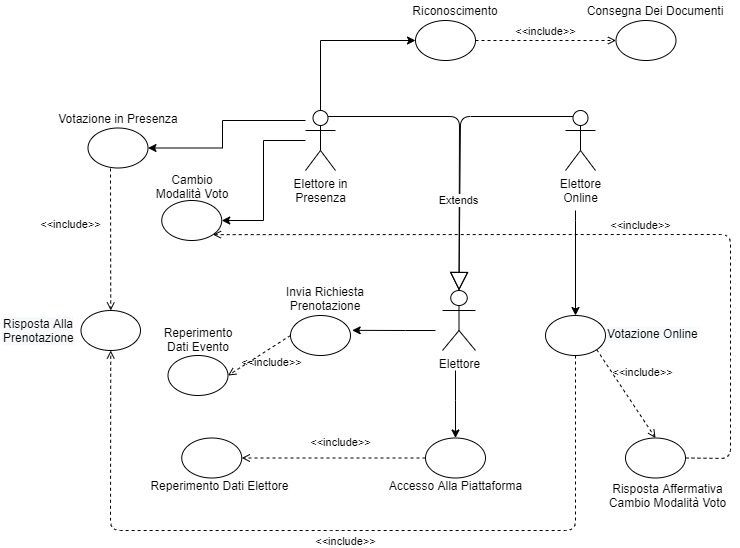 Riconoscimento
Consegna Dei Documenti
<<include>>
Votazione in Presenza
Cambio
Modalità Voto
Elettore in
Presenza
Elettore
Online
Extends
<<include>>
<<include>>
Invia Richiesta
Prenotazione
Risposta Alla
Prenotazione
Reperimento
Dati Evento
<<include>>
Elettore
Votazione Online
<<include>>
<<include>>
Reperimento Dati Elettore
Accesso Alla Piattaforma
Risposta Affermativa
Cambio Modalità Voto
<<include>>